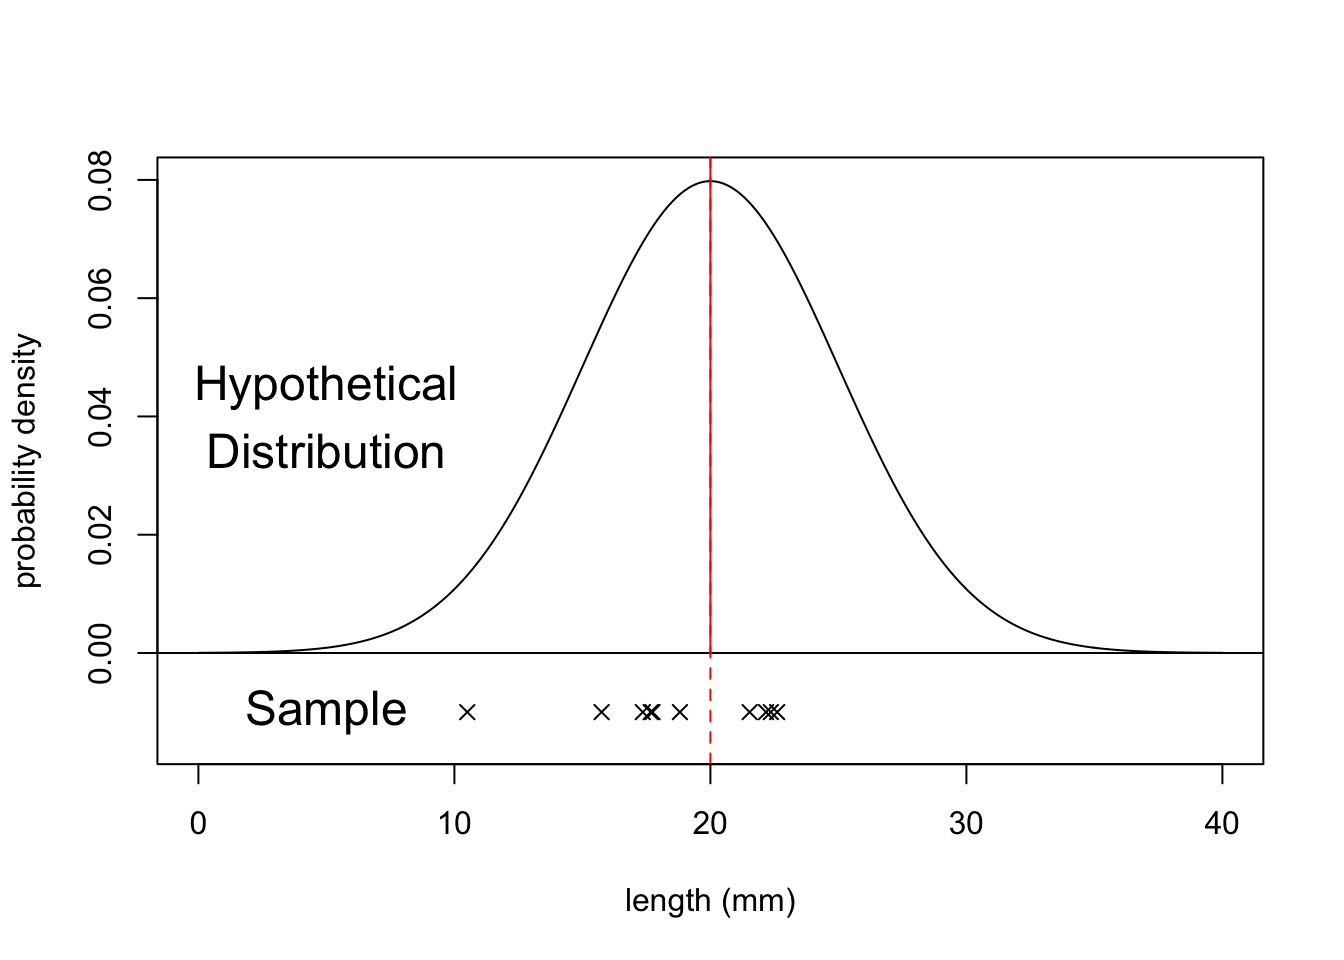 0.08
0.06
0.04
0.02
0.00
probability density
Hypothetical
Distribution
Sample
0 10 20 30 40
length (mm)